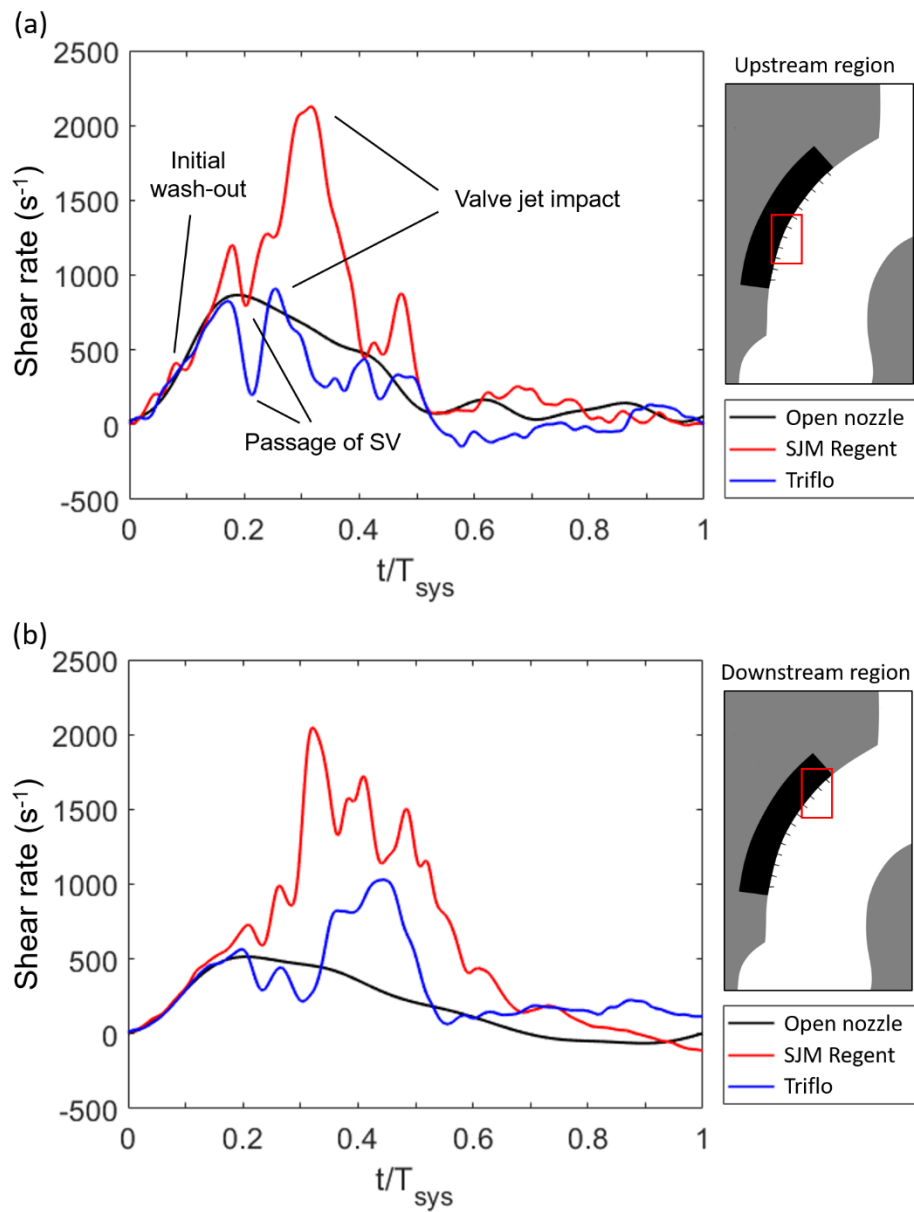 (a)
2500
2000
1500
1000
500
0
-500
Shear rate (s⁻¹)
Initial
wash-out
Valve jet impact
Passage of SV
0 0.2 0.4 0.6 0.8 1
t/T_sys
Upstream region
Open nozzle
SJM Regent
Triflo
(b)
2500
2000
1500
1000
500
0
-500
Shear rate (s⁻¹)
0 0.2 0.4 0.6 0.8 1
t/T_sys
Downstream region
Open nozzle
SJM Regent
Triflo